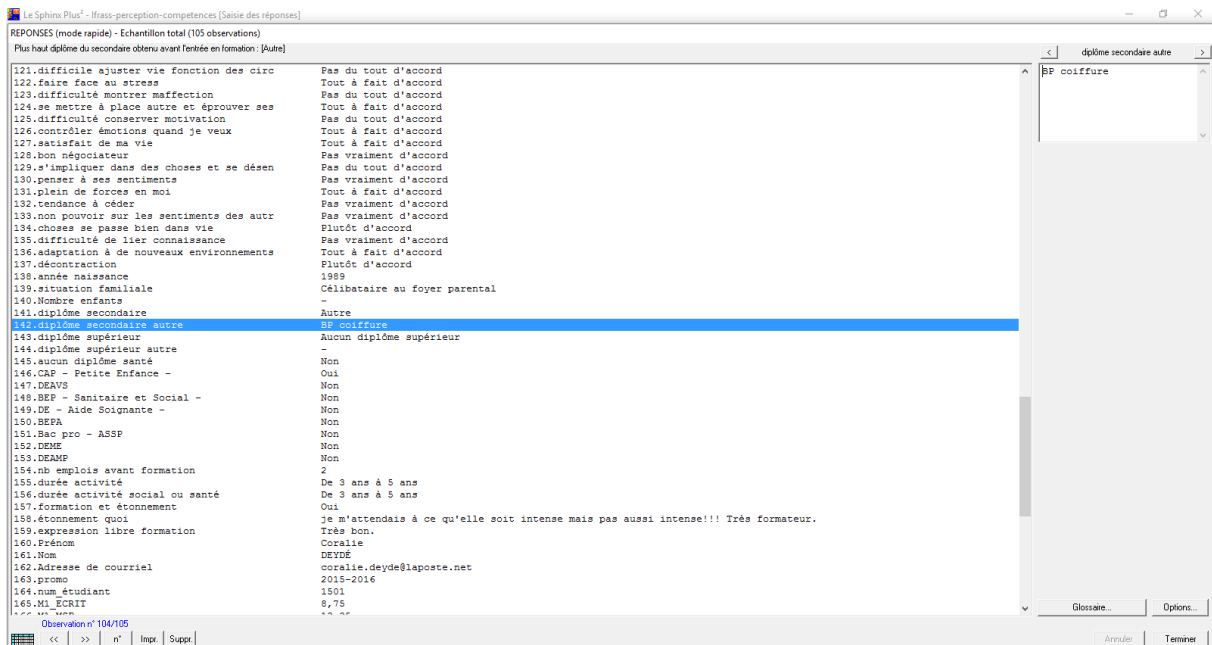 Le Sphinx Plus² - Ifrass-perception-competences [Saisie des réponses]
REPONSES (mode rapide) - Echantillon total (105 observations)
Plus haut diplôme du secondaire obtenu avant l'entrée en formation : [Autre]
< diplôme secondaire autre >
BP coiffure
121.difficile ajuster vie fonction des circ Pas du tout d'accord
122.faire face au stress Tout à fait d'accord
123.difficulté montrer maffection Pas du tout d'accord
124.se mettre à place autre et éprouver ses Tout à fait d'accord
125.difficulté conserver motivation Pas du tout d'accord
126.contrôler émotions quand je veux Tout à fait d'accord
127.satisfait de ma vie Tout à fait d'accord
128.bon négociateur Pas vraiment d'accord
129.s'impliquer dans des choses et se désen Pas du tout d'accord
130.penser à ses sentiments Pas vraiment d'accord
131.plein de forces en moi Tout à fait d'accord
132.tendance à céder Pas vraiment d'accord
133.non pouvoir sur les sentiments des autr Pas vraiment d'accord
134.choses se passe bien dans vie Plutôt d'accord
135.difficulté de lier connaissance Pas vraiment d'accord
136.adaptation à de nouveaux environnements Tout à fait d'accord
137.décontraction Plutôt d'accord
138.année naissance 1989
139.situation familiale Célibataire au foyer parental
140.Nombre enfants -
141.diplôme secondaire Autre
142.diplôme secondaire autre BP coiffure
143.diplôme supérieur Aucun diplôme supérieur
144.diplôme supérieur autre -
145.aucun diplôme santé Non
146.CAP - Petite Enfance - Oui
147.DEAVS Non
148.BEP - Sanitaire et Social - Non
149.DE - Aide Soignante - Non
150.BEPA Non
151.Bac pro - ASSP Non
152.DEME Non
153.DEAMP Non
154.nb emplois avant formation 2
155.durée activité De 3 ans à 5 ans
156.durée activité social ou santé De 3 ans à 5 ans
157.formation et étonnement Oui
158.étonnement quoi je m'attendais à ce qu'elle soit intense mais pas aussi intense!!! Très formateur.
159.expression libre formation Très bon.
160.Prénom Coralie
161.Nom DEYDÉ
162.Adresse de courriel coralie.deyde@laposte.net
163.promo 2015-2016
164.num_étudiant 1501
165.M1_ECRIT 8,75
Glossaire... Options...
Observation n° 104/105
<< >> n° Impr. Suppr.
Annuler Terminer